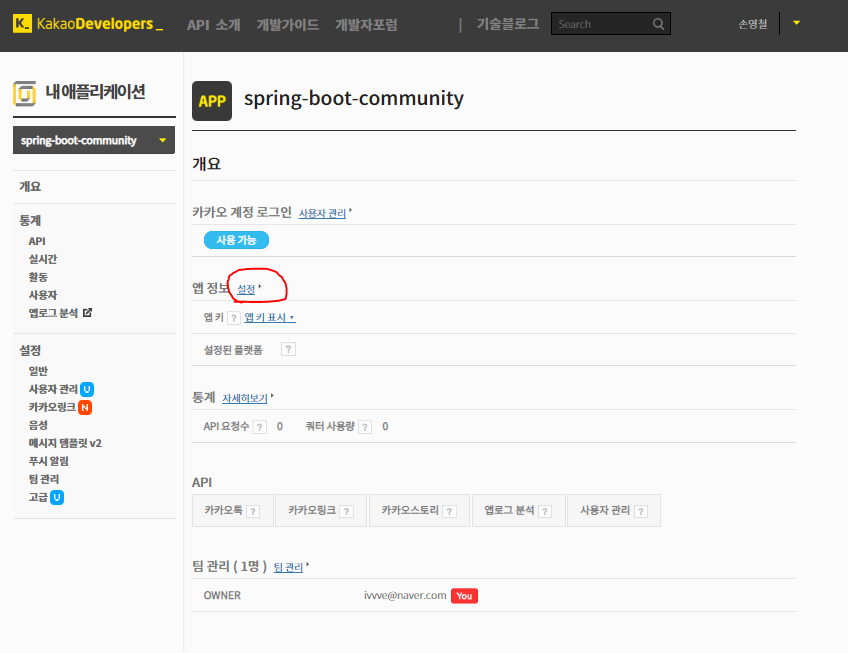 K_ KakaoDevelopers_ API 소개 개발가이드 개발자포럼 | 기술블로그 Search 손영철
내 애플리케이션
spring-boot-community
개요
통계
API
실시간
활동
사용자
앱로그 분석
설정
일반
사용자 관리 U
카카오링크 N
음성
메시지 템플릿 v2
푸시 알림
팀 관리
고급 U
APP spring-boot-community
개요
카카오 계정 로그인 사용자 관리
사용 가능
앱 정보 설정
앱 키 ? 앱 키 표시
설정된 플랫폼 ?
통계 자세히보기
API 요청수 ? 0 쿼터 사용량 ? 0
API
카카오톡 ? 카카오링크 ? 카카오스토리 ? 앱로그 분석 ? 사용자 관리 ?
팀 관리 ( 1명 ) 팀 관리
OWNER ivvve@naver.com You